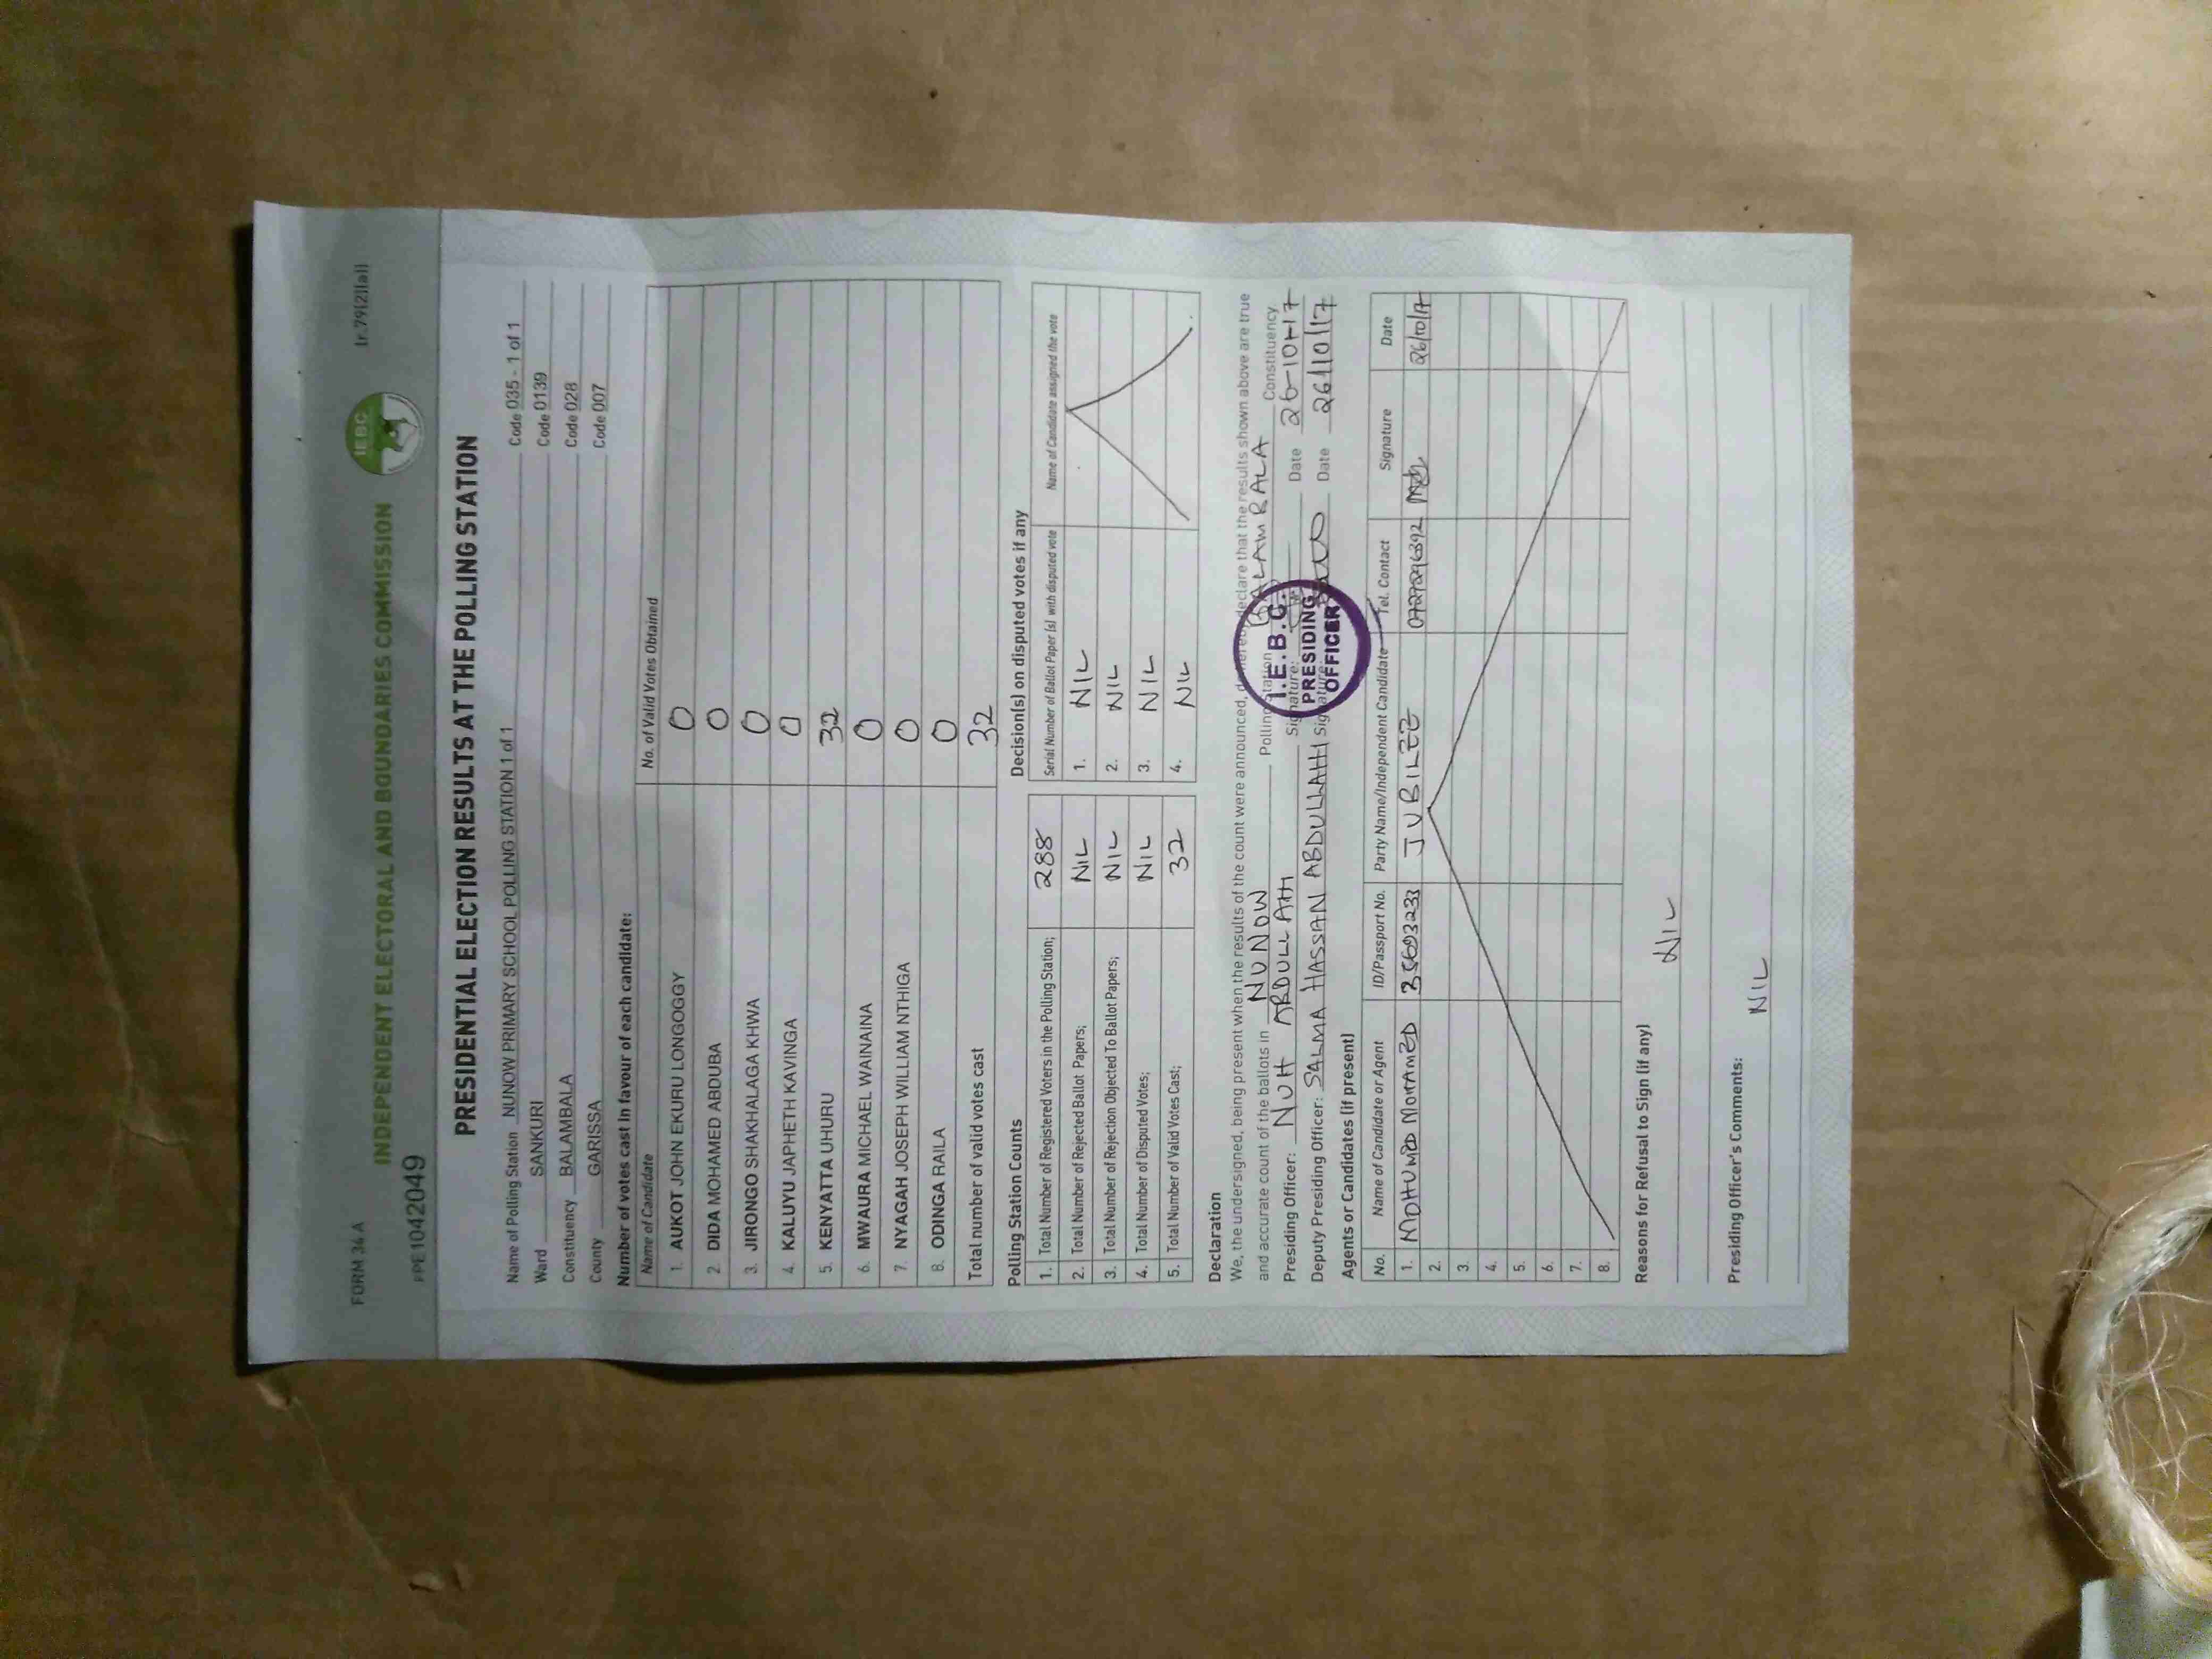 FORM 34 A
[r.79(2)(a)]
PPE1042049
INDEPENDENT ELECTORAL AND BOUNDARIES COMMISSION
IEBC
PRESIDENTIAL ELECTION RESULTS AT THE POLLING STATION
Name of Polling Station NUNOW PRIMARY SCHOOL POLLING STATION 1 of 1 Code 035 - 1 of 1
Ward SANKURI Code 0139
Constituency BALAMBALA Code 028
County GARISSA Code 007
Number of votes cast in favour of each candidate:
Name of Candidate No. of Valid Votes Obtained
1. AUKOT JOHN EKURU LONGOGGY 0
2. DIDA MOHAMED ABDUBA 0
3. JIRONGO SHAKHALAGA KHWA 0
4. KALUYU JAPHETH KAVINGA 0
5. KENYATTA UHURU 32
6. MWAURA MICHAEL WAINAINA 0
7. NYAGAH JOSEPH WILLIAM NTHIGA 0
8. ODINGA RAILA 0
Total number of valid votes cast 32
Polling Station Counts
1. Total Number of Registered Voters in the Polling Station; 288
2. Total Number of Rejected Ballot Papers; NIL
3. Total Number of Rejection Objected To Ballot Papers; NIL
4. Total Number of Disputed Votes; NIL
5. Total Number of Valid Votes Cast; 32
Decision(s) on disputed votes if any
Serial Number of Ballot Paper (s) with disputed vote Name of Candidate assigned the vote
1. NIL
2. NIL
3. NIL
4. NIL
Declaration
We, the undersigned, being present when the results of the count were announced, do hereby declare that the results shown above are true
and accurate count of the ballots in NUNOW Polling Station BALAMBALA Constituency
Presiding Officer: NUH ABDULLAHI Signature: Date 26-10-17
Deputy Presiding Officer: SALMA HASSAN ABDULLAHI Signature: Date 26/10/17
I.E.B.C.
PRESIDING
OFFICER
Agents or Candidates (if present)
No. Name of Candidate or Agent ID/Passport No. Party Name/Independent Candidate Tel. Contact Signature Date
1. MOHAMED JUBILEE 26/10/17
2.
3.
4.
5.
6.
7.
8.
Reasons for Refusal to Sign (if any)
NIL
Presiding Officer's Comments:
NIL